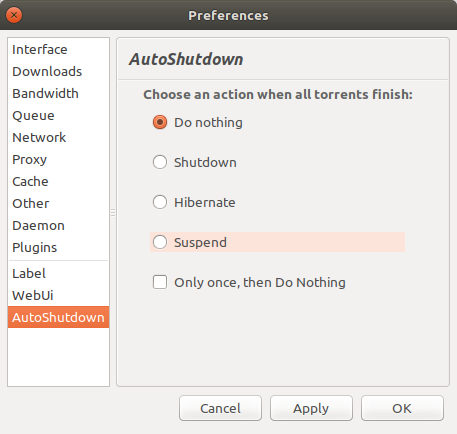 Preferences
Interface
Downloads
Bandwidth
Queue
Network
Proxy
Cache
Other
Daemon
Plugins
Label
WebUi
AutoShutdown
AutoShutdown
Choose an action when all torrents finish:
Do nothing
Shutdown
Hibernate
Suspend
Only once, then Do Nothing
Cancel
Apply
OK